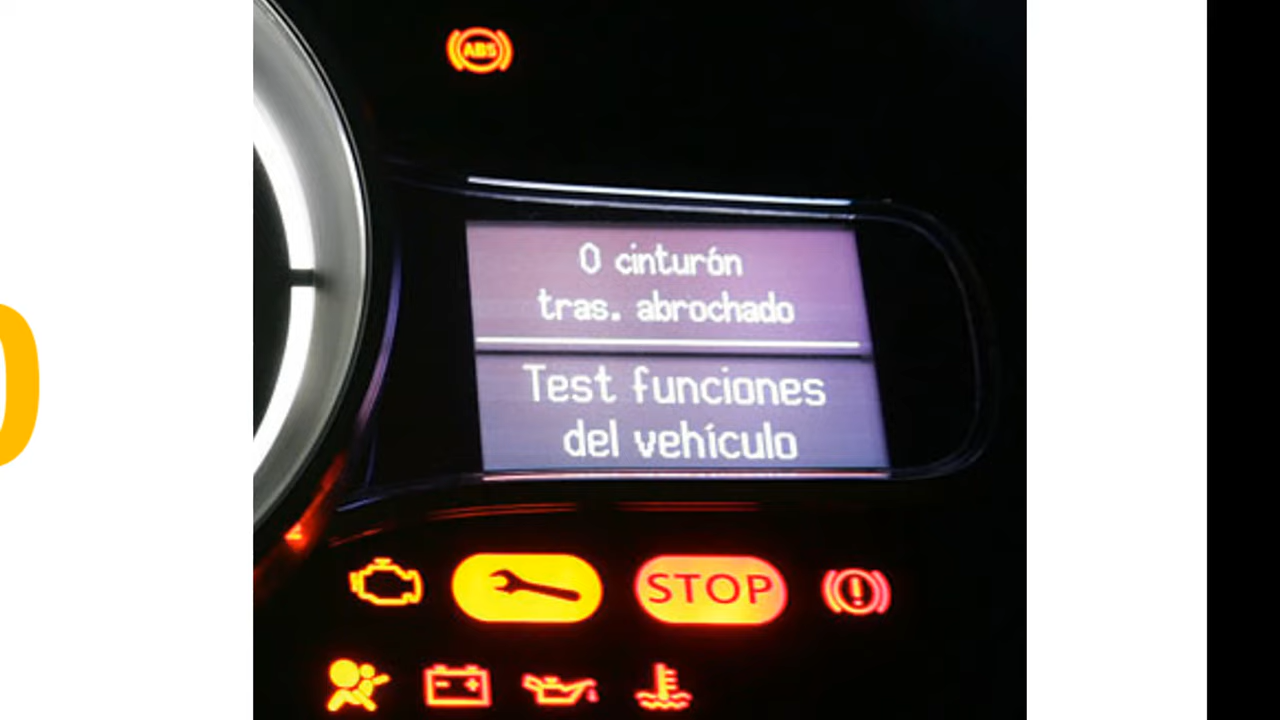 ABS
0 cinturón
tras. abrochado
Test funciones
del vehículo
STOP